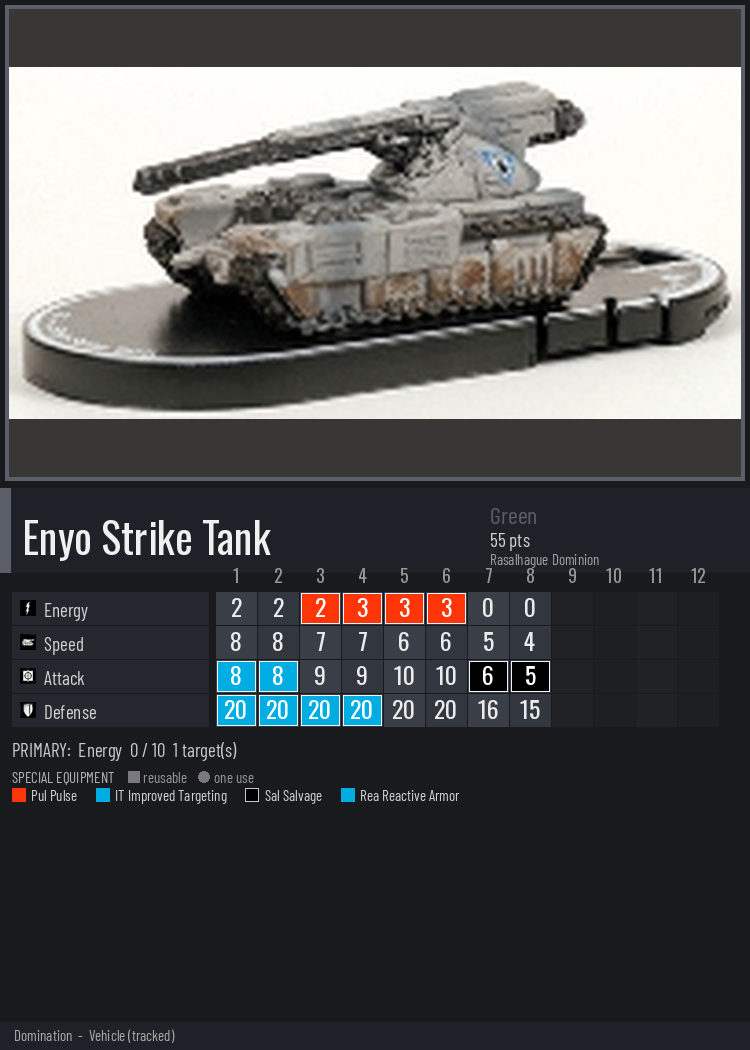 Enyo Strike Tank
Green
55 pts
Rasalhague Dominion
1 2 3 4 5 6 7 8 9 10 11 12
Energy 2 2 2 3 3 3 0 0
Speed 8 8 7 7 6 6 5 4
Attack 8 8 9 9 10 10 6 5
Defense 20 20 20 20 20 20 16 15
PRIMARY: Energy 0 / 10 1 target(s)
SPECIAL EQUIPMENT reusable one use
Pul Pulse IT Improved Targeting Sal Salvage Rea Reactive Armor
Domination - Vehicle (tracked)